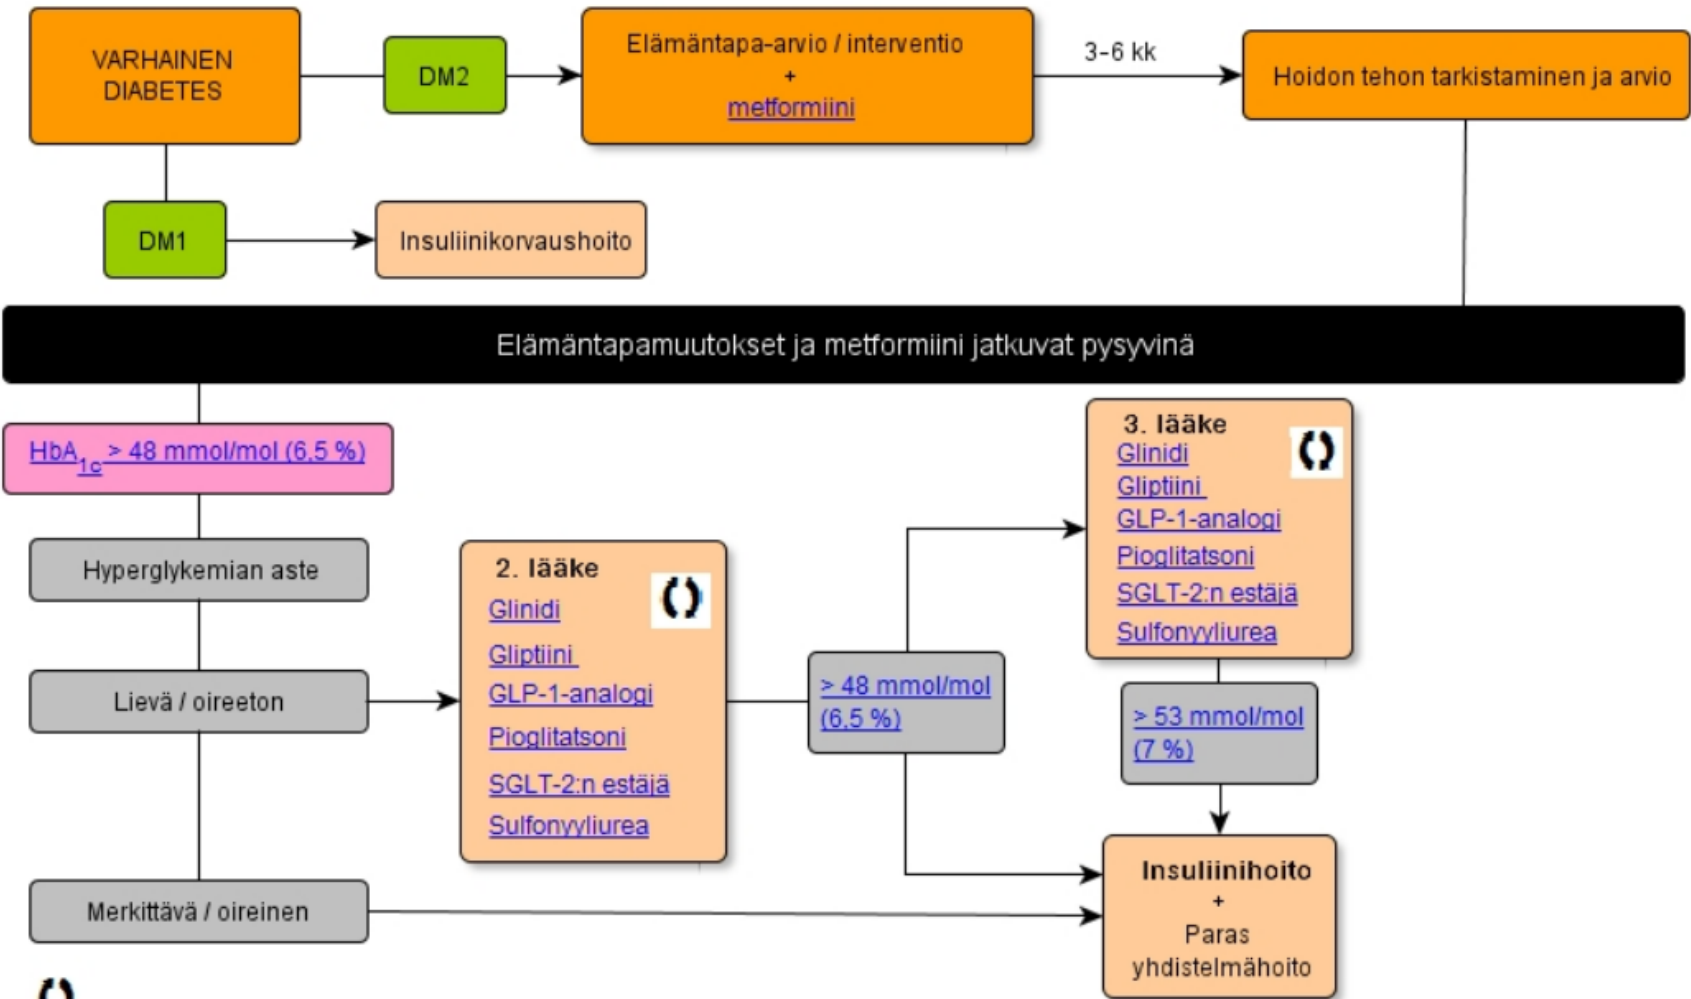 VARHAINEN
DIABETES
DM2
Elämäntapa-arvio / interventio
+
metformiini
3-6 kk
Hoidon tehon tarkistaminen ja arvio
DM1
Insuliinikorvaushoito
Elämäntapamuutokset ja metformiini jatkuvat pysyvinä
HbA1c > 48 mmol/mol (6,5 %)
Hyperglykemian aste
Lievä / oireeton
Merkittävä / oireinen
2. lääke
Glinidi
Gliptiini
GLP-1-analogi
Pioglitatsoni
SGLT-2:n estäjä
Sulfonyyliurea
> 48 mmol/mol
(6,5 %)
3. lääke
Glinidi
Gliptiini
GLP-1-analogi
Pioglitatsoni
SGLT-2:n estäjä
Sulfonyyliurea
> 53 mmol/mol
(7 %)
Insuliinihoito
+
Paras
yhdistelmähoito